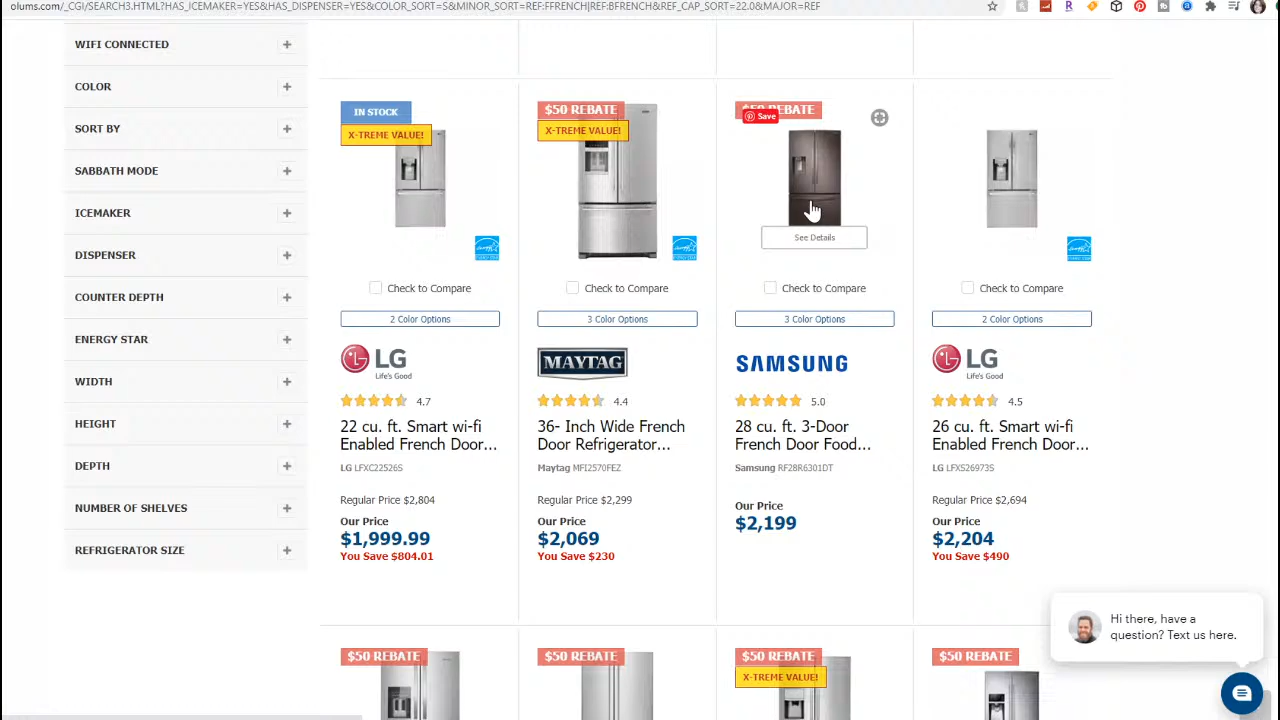 olums.com/_CGI/SEARCH3.HTML?HAS_ICEMAKER=YES&HAS_DISPENSER=YES&COLOR_SORT=S&MINOR_SORT=REF:FFRENCH|REF:BFRENCH&REF_CAP_SORT=22.0&MAJOR=REF
WIFI CONNECTED
COLOR
SORT BY
SABBATH MODE
ICEMAKER
DISPENSER
COUNTER DEPTH
ENERGY STAR
WIDTH
HEIGHT
DEPTH
NUMBER OF SHELVES
REFRIGERATOR SIZE
IN STOCK
X-TREME VALUE!
Check to Compare
2 Color Options
LG
Life's Good
4.7
22 cu. ft. Smart wi-fi
Enabled French Door...
LG LFXC22526S
Regular Price $2,804
Our Price
$1,999.99
You Save $804.01
$50 REBATE
X-TREME VALUE!
Check to Compare
3 Color Options
MAYTAG
4.4
36- Inch Wide French
Door Refrigerator...
Maytag MFI2570FEZ
Regular Price $2,299
Our Price
$2,069
You Save $230
$50 REBATE
Save
See Details
Check to Compare
3 Color Options
SAMSUNG
5.0
28 cu. ft. 3-Door
French Door Food...
Samsung RF28R6301DT
Our Price
$2,199
Check to Compare
2 Color Options
LG
Life's Good
4.5
26 cu. ft. Smart wi-fi
Enabled French Door...
LG LFXS26973S
Regular Price $2,694
Our Price
$2,204
You Save $490
$50 REBATE
$50 REBATE
$50 REBATE
X-TREME VALUE!
$50 REBATE
Hi there, have a
question? Text us here.